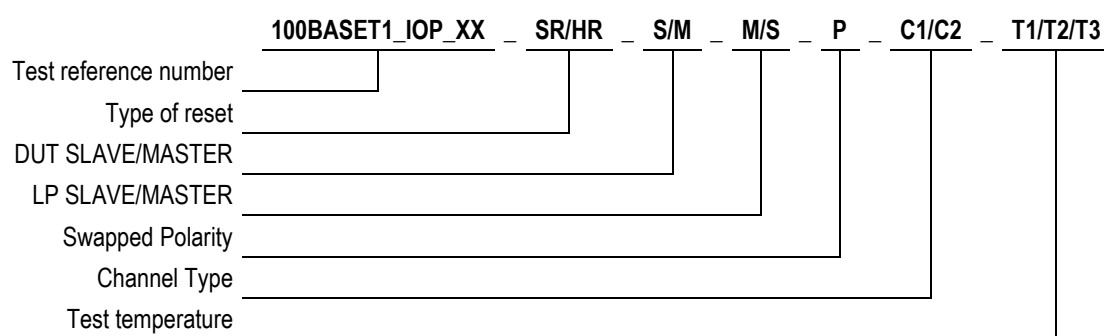 100BASET1_IOP_XX _ SR/HR _ S/M _ M/S _ P _ C1/C2 _ T1/T2/T3
Test reference number
Type of reset
DUT SLAVE/MASTER
LP SLAVE/MASTER
Swapped Polarity
Channel Type
Test temperature